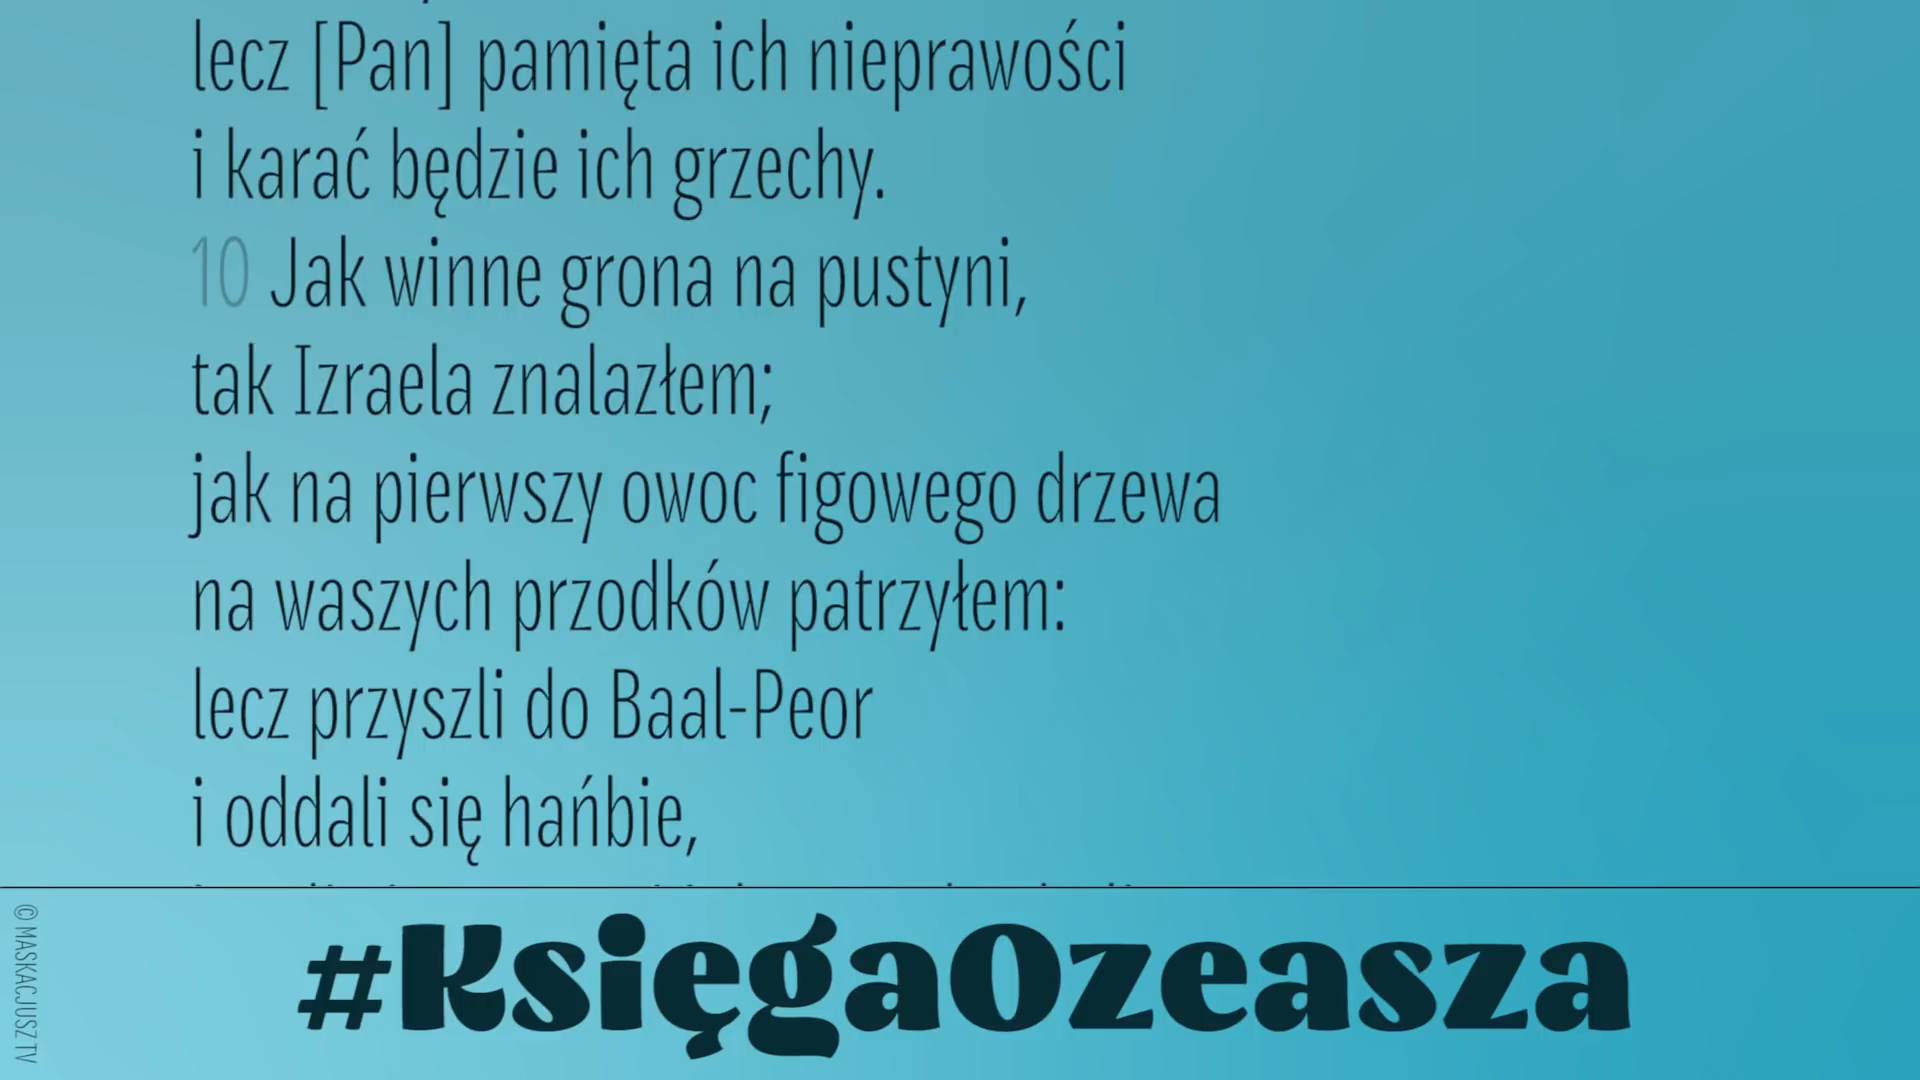 lecz [Pan] pamięta ich nieprawości
i karać będzie ich grzechy.
10 Jak winne grona na pustyni,
tak Izraela znalazłem;
jak na pierwszy owoc figowego drzewa
na waszych przodków patrzyłem:
lecz przyszli do Baal-Peor
i oddali się hańbie,
#KsięgaOzeasza
© MASKACJUSZ TV